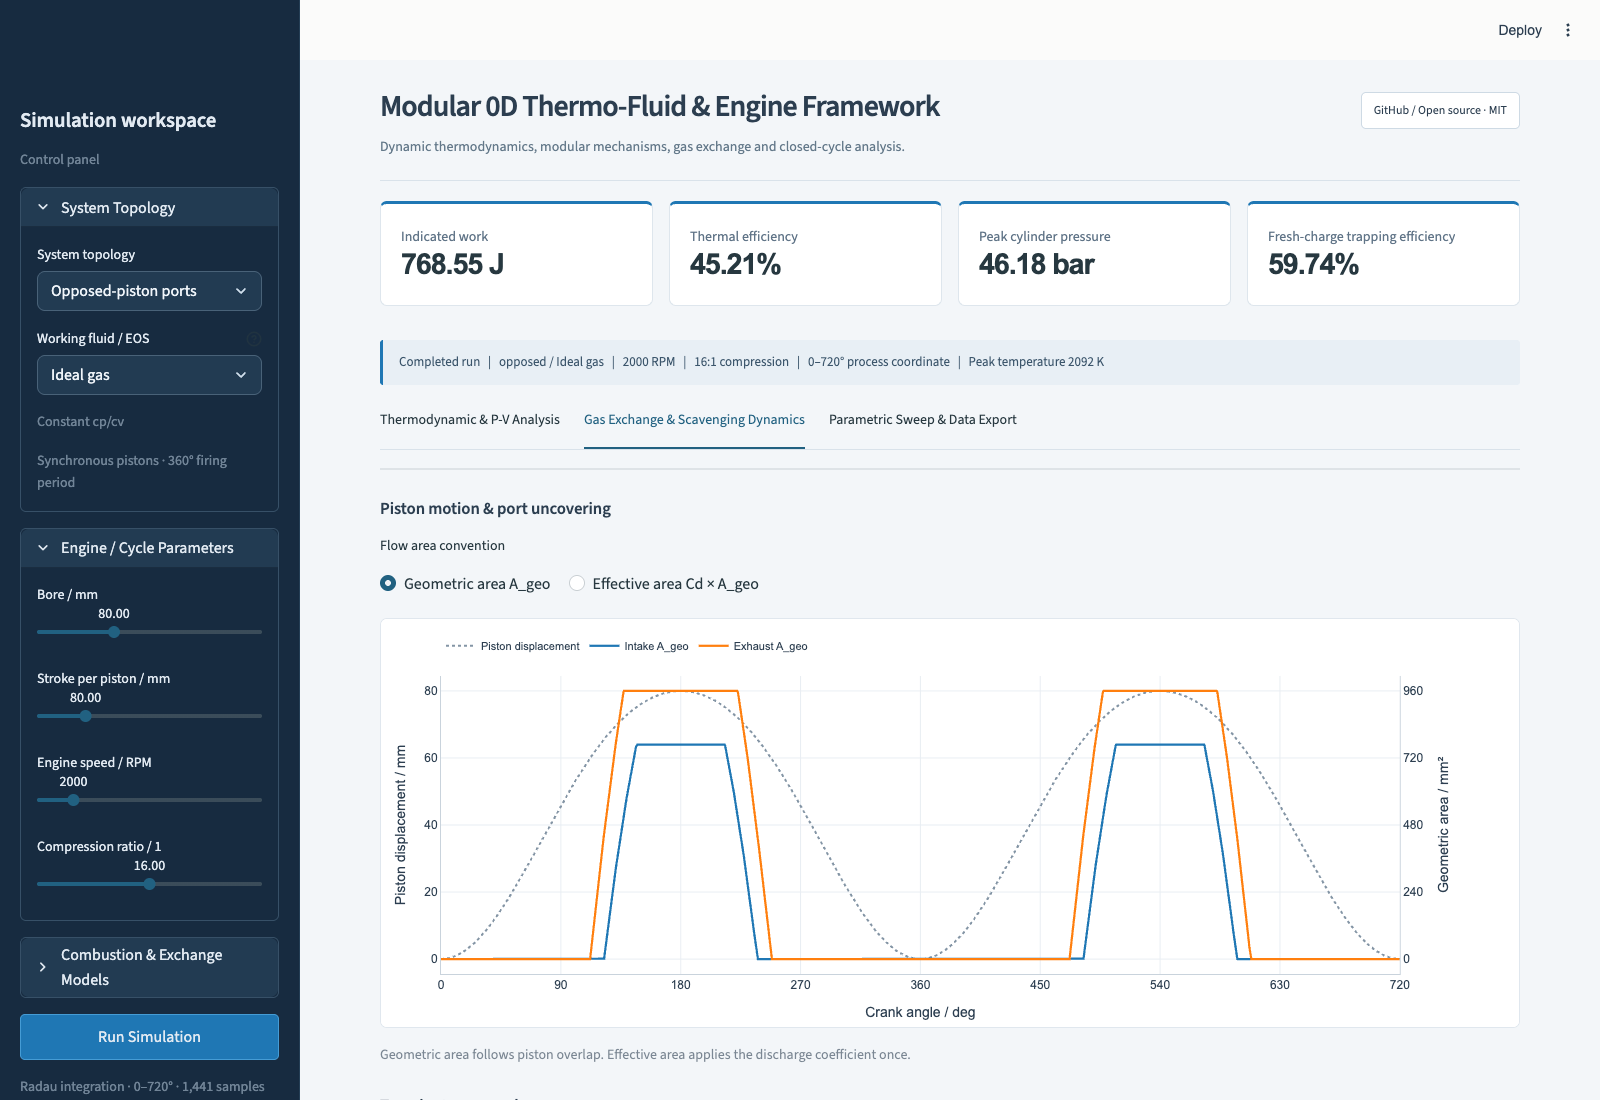 Deploy
Simulation workspace
Control panel
System Topology
System topology
Opposed-piston ports
Working fluid / EOS
Ideal gas
Constant cp/cv
Synchronous pistons · 360° firing
period
Engine / Cycle Parameters
Bore / mm
80.00
Stroke per piston / mm
80.00
Engine speed / RPM
2000
Compression ratio / 1
16.00
Combustion & Exchange
Models
Run Simulation
Radau integration · 0–720° · 1,441 samples
Modular 0D Thermo-Fluid & Engine Framework
GitHub / Open source · MIT
Dynamic thermodynamics, modular mechanisms, gas exchange and closed-cycle analysis.
Indicated work
768.55 J
Thermal efficiency
45.21%
Peak cylinder pressure
46.18 bar
Fresh-charge trapping efficiency
59.74%
Completed run | opposed / Ideal gas | 2000 RPM | 16:1 compression | 0–720° process coordinate | Peak temperature 2092 K
Thermodynamic & P-V Analysis
Gas Exchange & Scavenging Dynamics
Parametric Sweep & Data Export
Piston motion & port uncovering
Flow area convention
Geometric area A_geo
Effective area Cd × A_geo
Piston displacement
Intake A_geo
Exhaust A_geo
Piston displacement / mm
80
60
40
20
0
960
720
480
240
0
Geometric area / mm²
0 90 180 270 360 450 540 630 720
Crank angle / deg
Geometric area follows piston overlap. Effective area applies the discharge coefficient once.